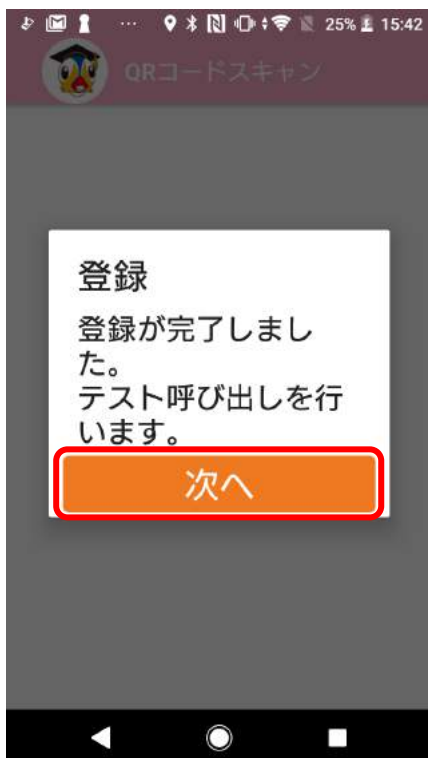 25% 15:42
QRコードスキャン
登録
登録が完了しまし
た。
テスト呼び出しを行
います。
次へ